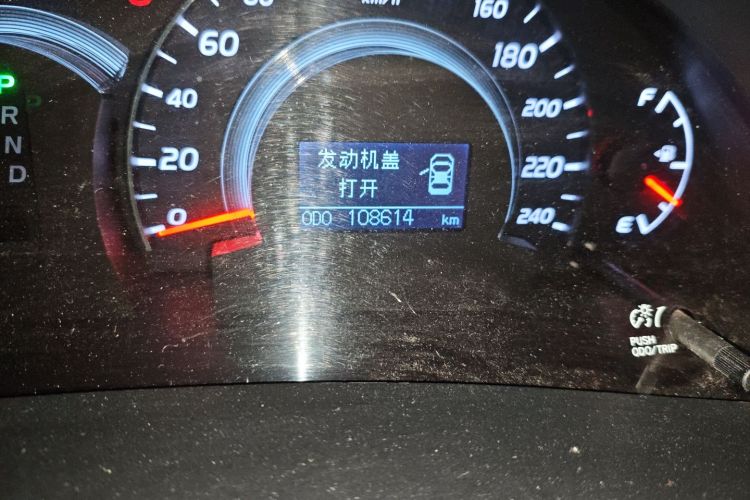 P
R
N
D
0
20
40
60
km/h
160
180
200
220
240
发动机盖
打开
ODO 108614 km
F
E
PUSH:
ODO/TRIP